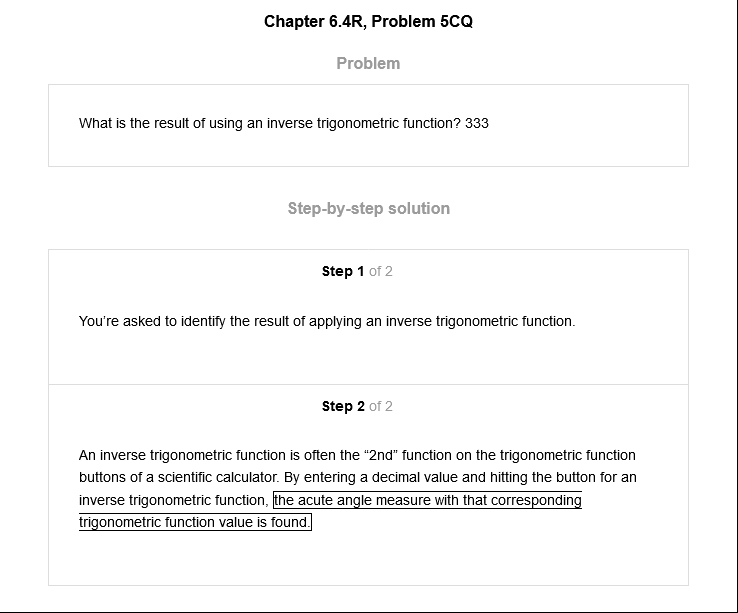 Chapter 6.4R, Problem 5CQ
Problem
What is the result of using an inverse trigonometric function? 333
Step-by-step solution
Step 1 of 2
You’re asked to identify the result of applying an inverse trigonometric function.
Step 2 of 2
An inverse trigonometric function is often the “2nd” function on the trigonometric function
buttons of a scientific calculator. By entering a decimal value and hitting the button for an
inverse trigonometric function, the acute angle measure with that corresponding
trigonometric function value is found.